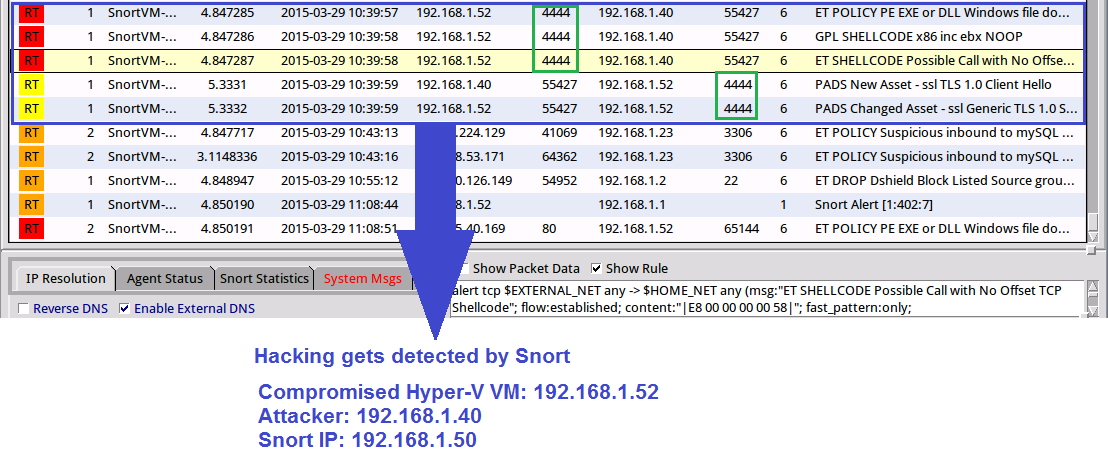 RT 1 SnortVM-... 4.847285 2015-03-29 10:39:57 192.168.1.52 4444 192.168.1.40 55427 6 ET POLICY PE EXE or DLL Windows file do...
RT 1 SnortVM-... 4.847286 2015-03-29 10:39:58 192.168.1.52 4444 192.168.1.40 55427 6 GPL SHELLCODE x86 inc ebx NOOP
RT 1 SnortVM-... 4.847287 2015-03-29 10:39:58 192.168.1.52 4444 192.168.1.40 55427 6 ET SHELLCODE Possible Call with No Offse...
RT 1 SnortVM-... 5.3331 2015-03-29 10:39:59 192.168.1.40 55427 192.168.1.52 4444 6 PADS New Asset - ssl TLS 1.0 Client Hello
RT 1 SnortVM-... 5.3332 2015-03-29 10:39:59 192.168.1.52 55427 192.168.1.52 4444 6 PADS Changed Asset - ssl Generic TLS 1.0 S...
RT 2 SnortVM-... 4.847717 2015-03-29 10:43:13 .224.129 41069 192.168.1.23 3306 6 ET POLICY Suspicious inbound to mySQL ...
RT 2 SnortVM-... 3.1148336 2015-03-29 10:43:16 .8.53.171 64362 192.168.1.23 3306 6 ET POLICY Suspicious inbound to mySQL ...
RT 1 SnortVM-... 4.848947 2015-03-29 10:55:12 0.126.149 54952 192.168.1.2 22 6 ET DROP Dshield Block Listed Source grou...
RT 1 SnortVM-... 4.850190 2015-03-29 11:08:44 .168.1.52 192.168.1.1 1 Snort Alert [1:402:7]
RT 2 SnortVM-... 4.850191 2015-03-29 11:08:51 5.40.169 80 192.168.1.52 65144 6 ET POLICY PE EXE or DLL Windows file do...
IP Resolution Agent Status Snort Statistics System Msgs Show Packet Data Show Rule
alert tcp $EXTERNAL_NET any -> $HOME_NET any (msg:"ET SHELLCODE Possible Call with No Offset TCP
Shellcode"; flow:established; content:"|E8 00 00 00 00 58|"; fast_pattern:only;
Reverse DNS Enable External DNS
Hacking gets detected by Snort
Compromised Hyper-V VM: 192.168.1.52
Attacker: 192.168.1.40
Snort IP: 192.168.1.50